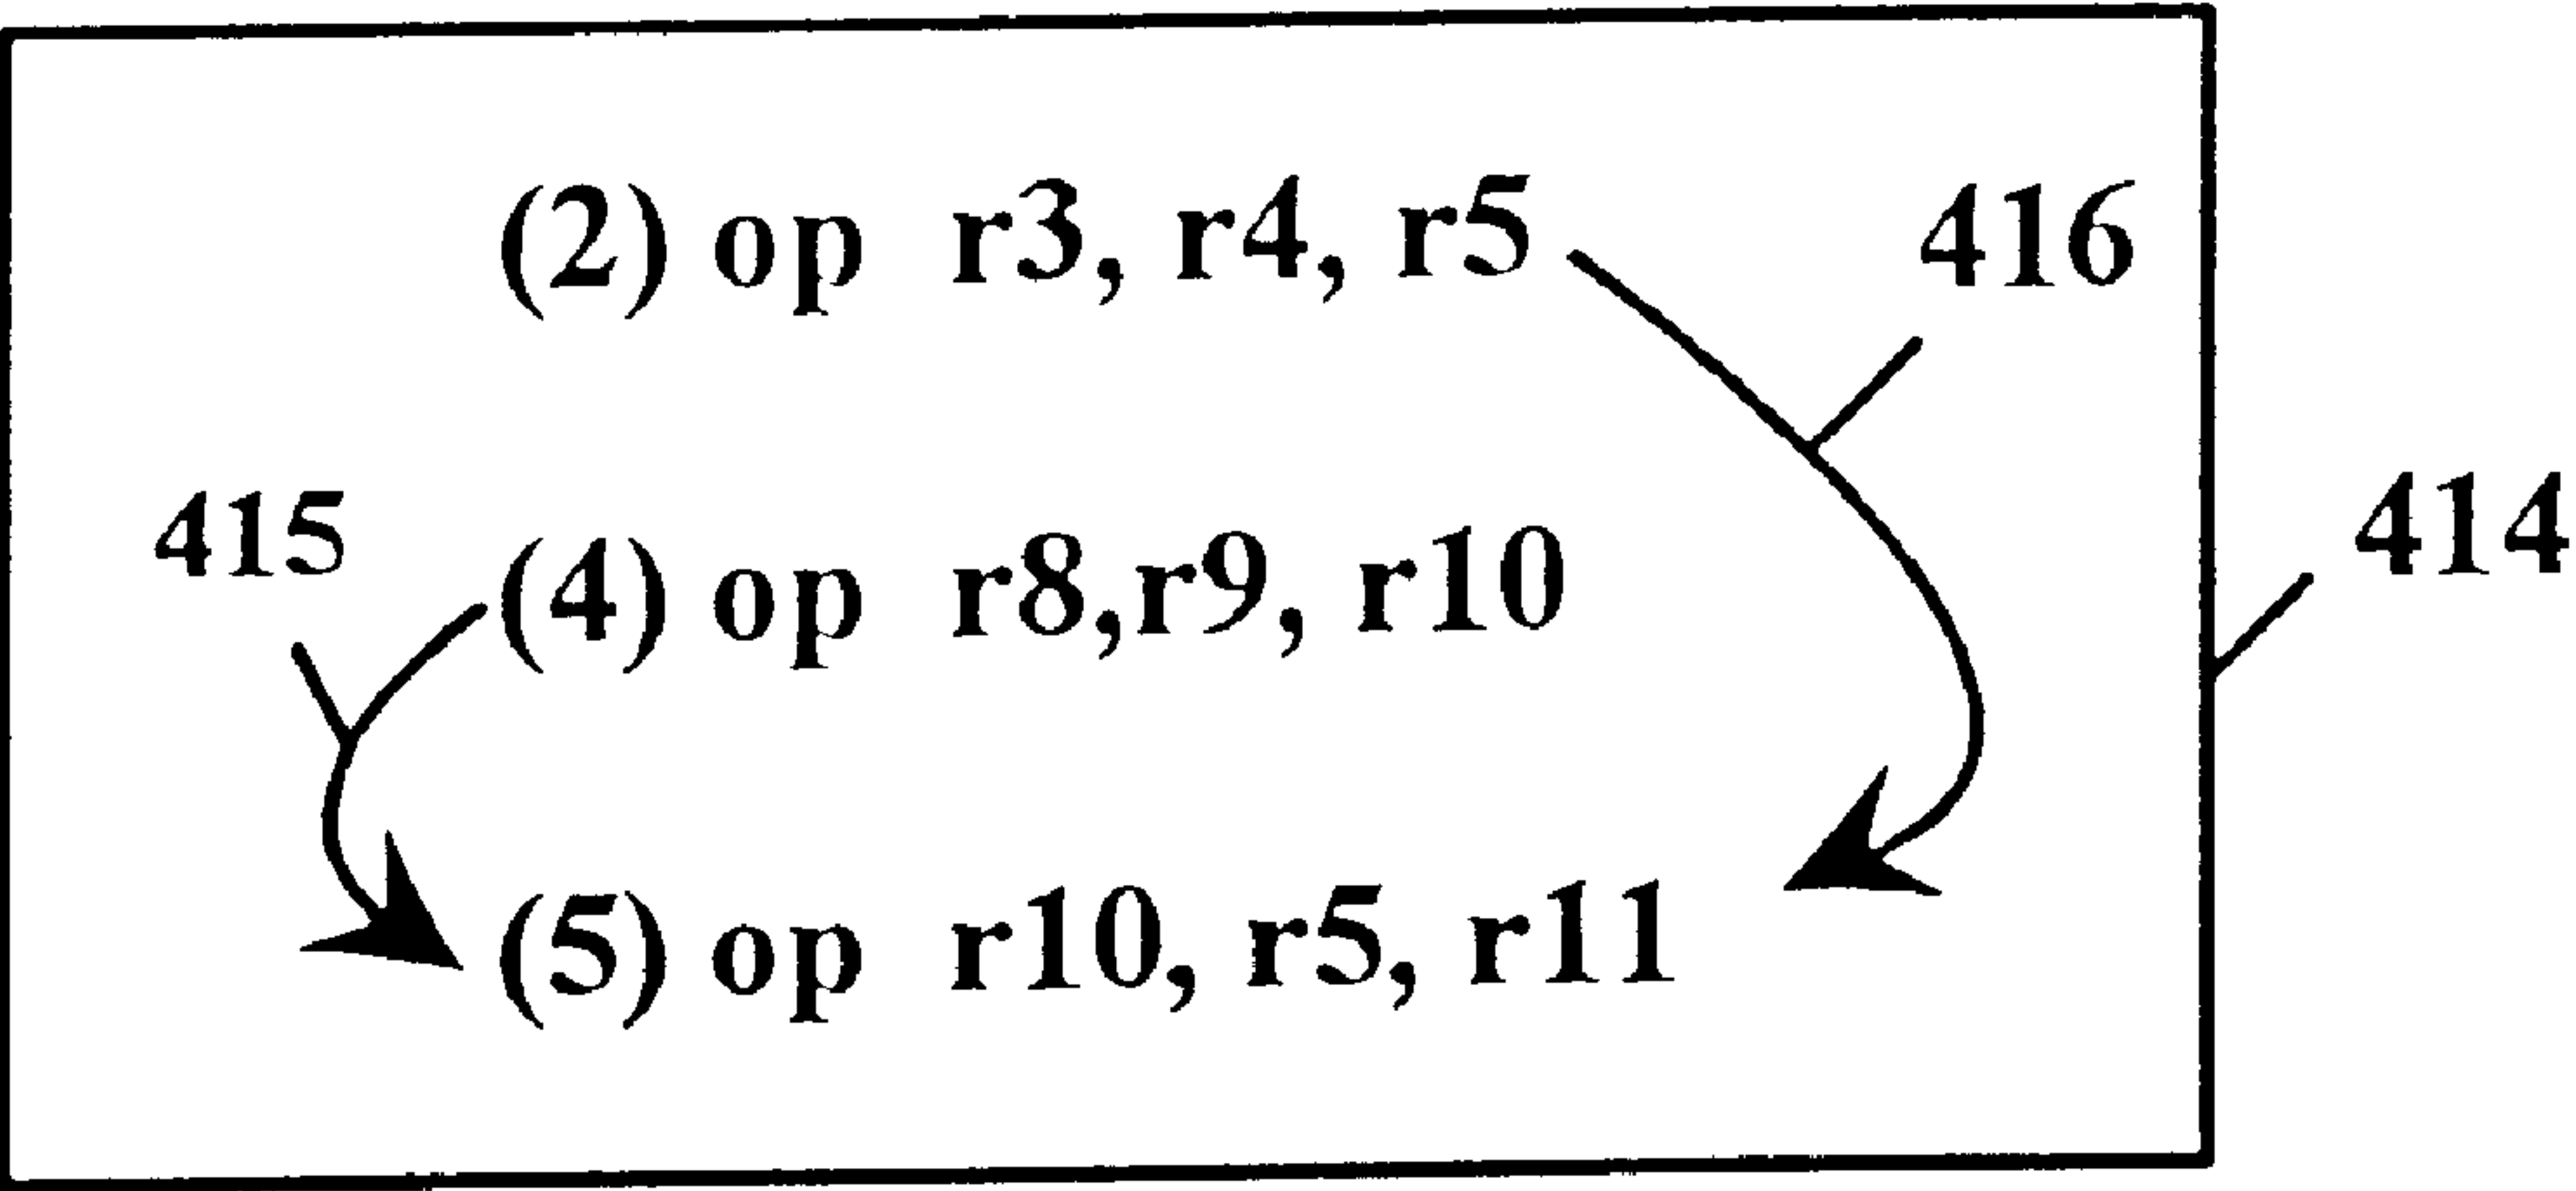 (2) op r3, r4, r5
416
415
(4) op r8,r9, r10
414
(5) op r10, r5, r11